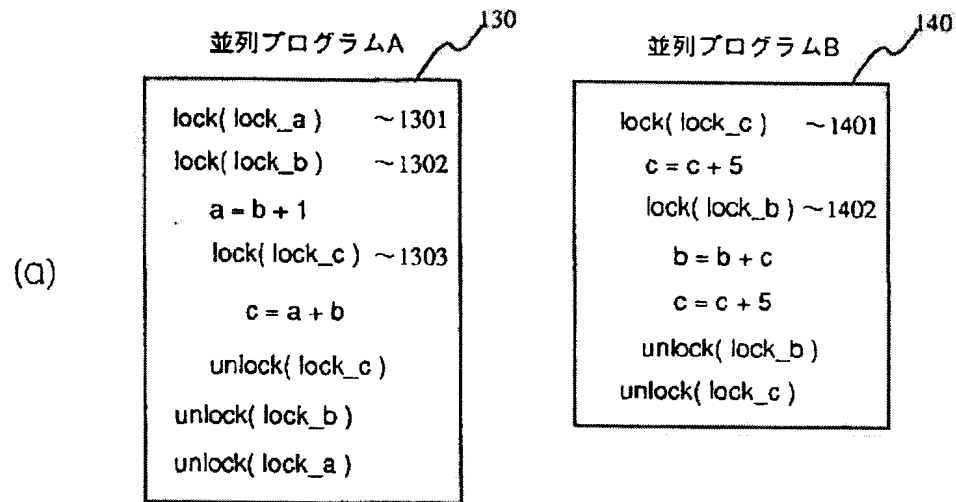 130
並列プログラムA
lock( lock_a ) ～1301
lock( lock_b ) ～1302
a = b + 1
lock( lock_c ) ～1303
c = a + b
unlock( lock_c )
unlock( lock_b )
unlock( lock_a )
140
並列プログラムB
lock( lock_c ) ～1401
c = c + 5
lock( lock_b ) ～1402
b = b + c
c = c + 5
unlock( lock_b )
unlock( lock_c )
(a)